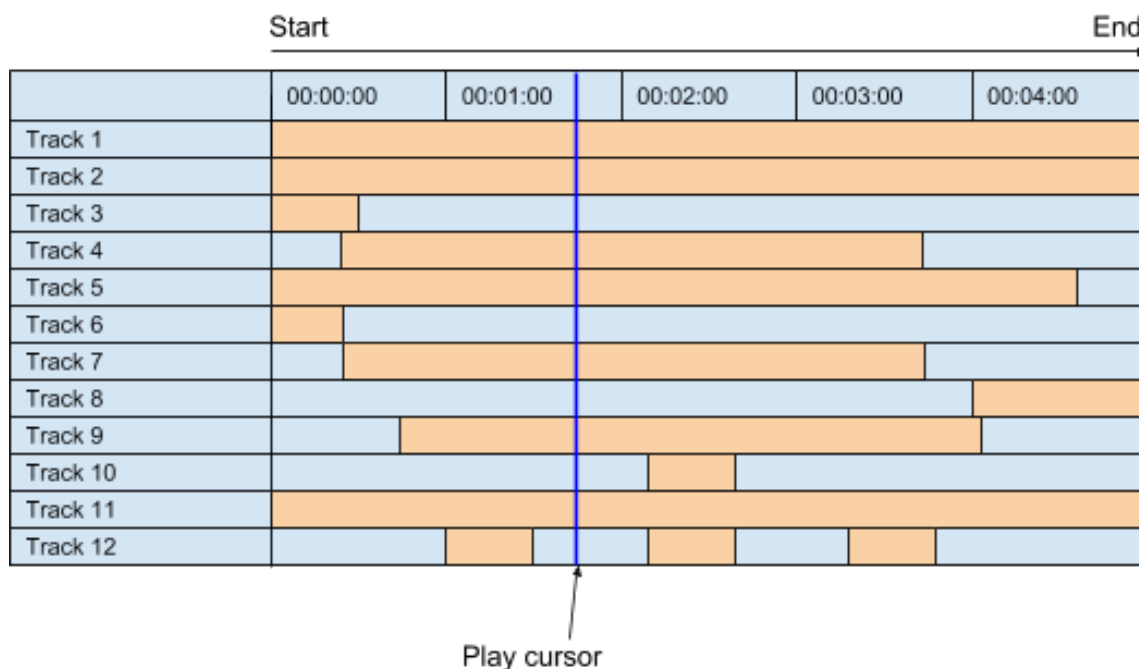 Start End
00:00:00 00:01:00 00:02:00 00:03:00 00:04:00
Track 1
Track 2
Track 3
Track 4
Track 5
Track 6
Track 7
Track 8
Track 9
Track 10
Track 11
Track 12
Play cursor